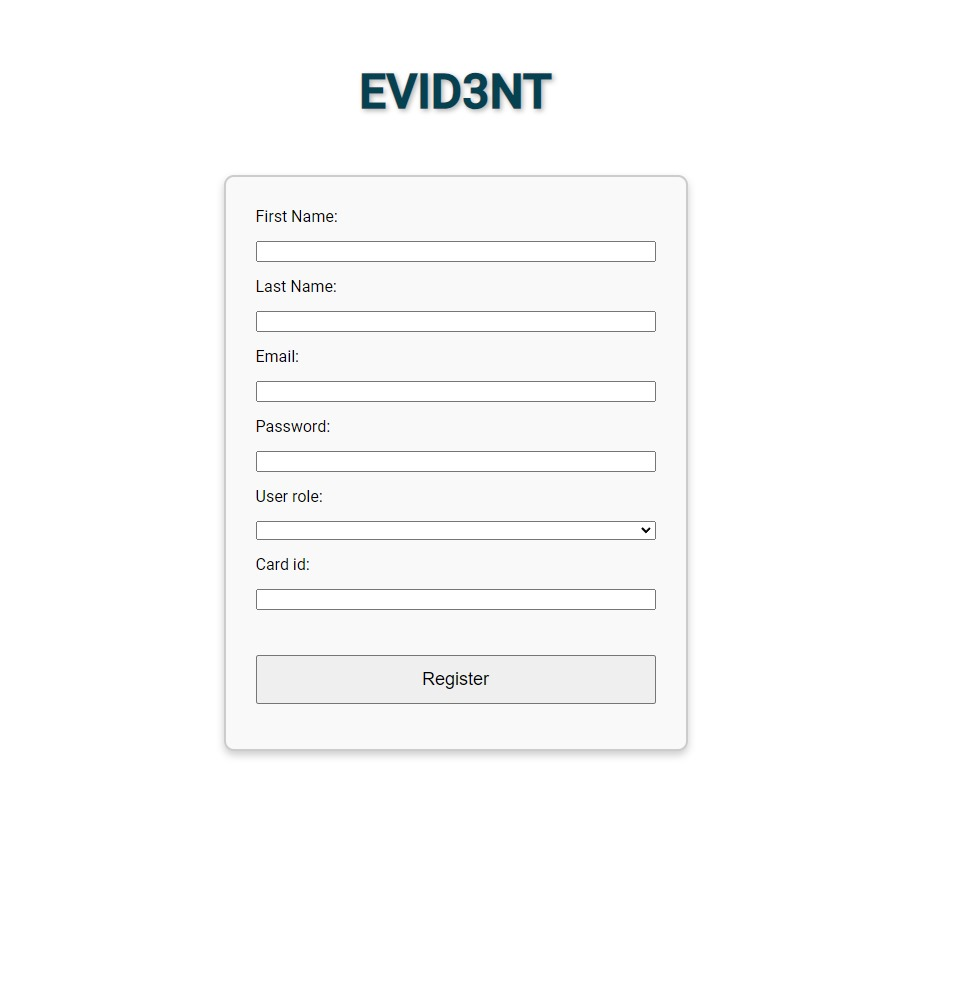 EVID3NT
First Name:
Last Name:
Email:
Password:
User role:
Card id:
Register